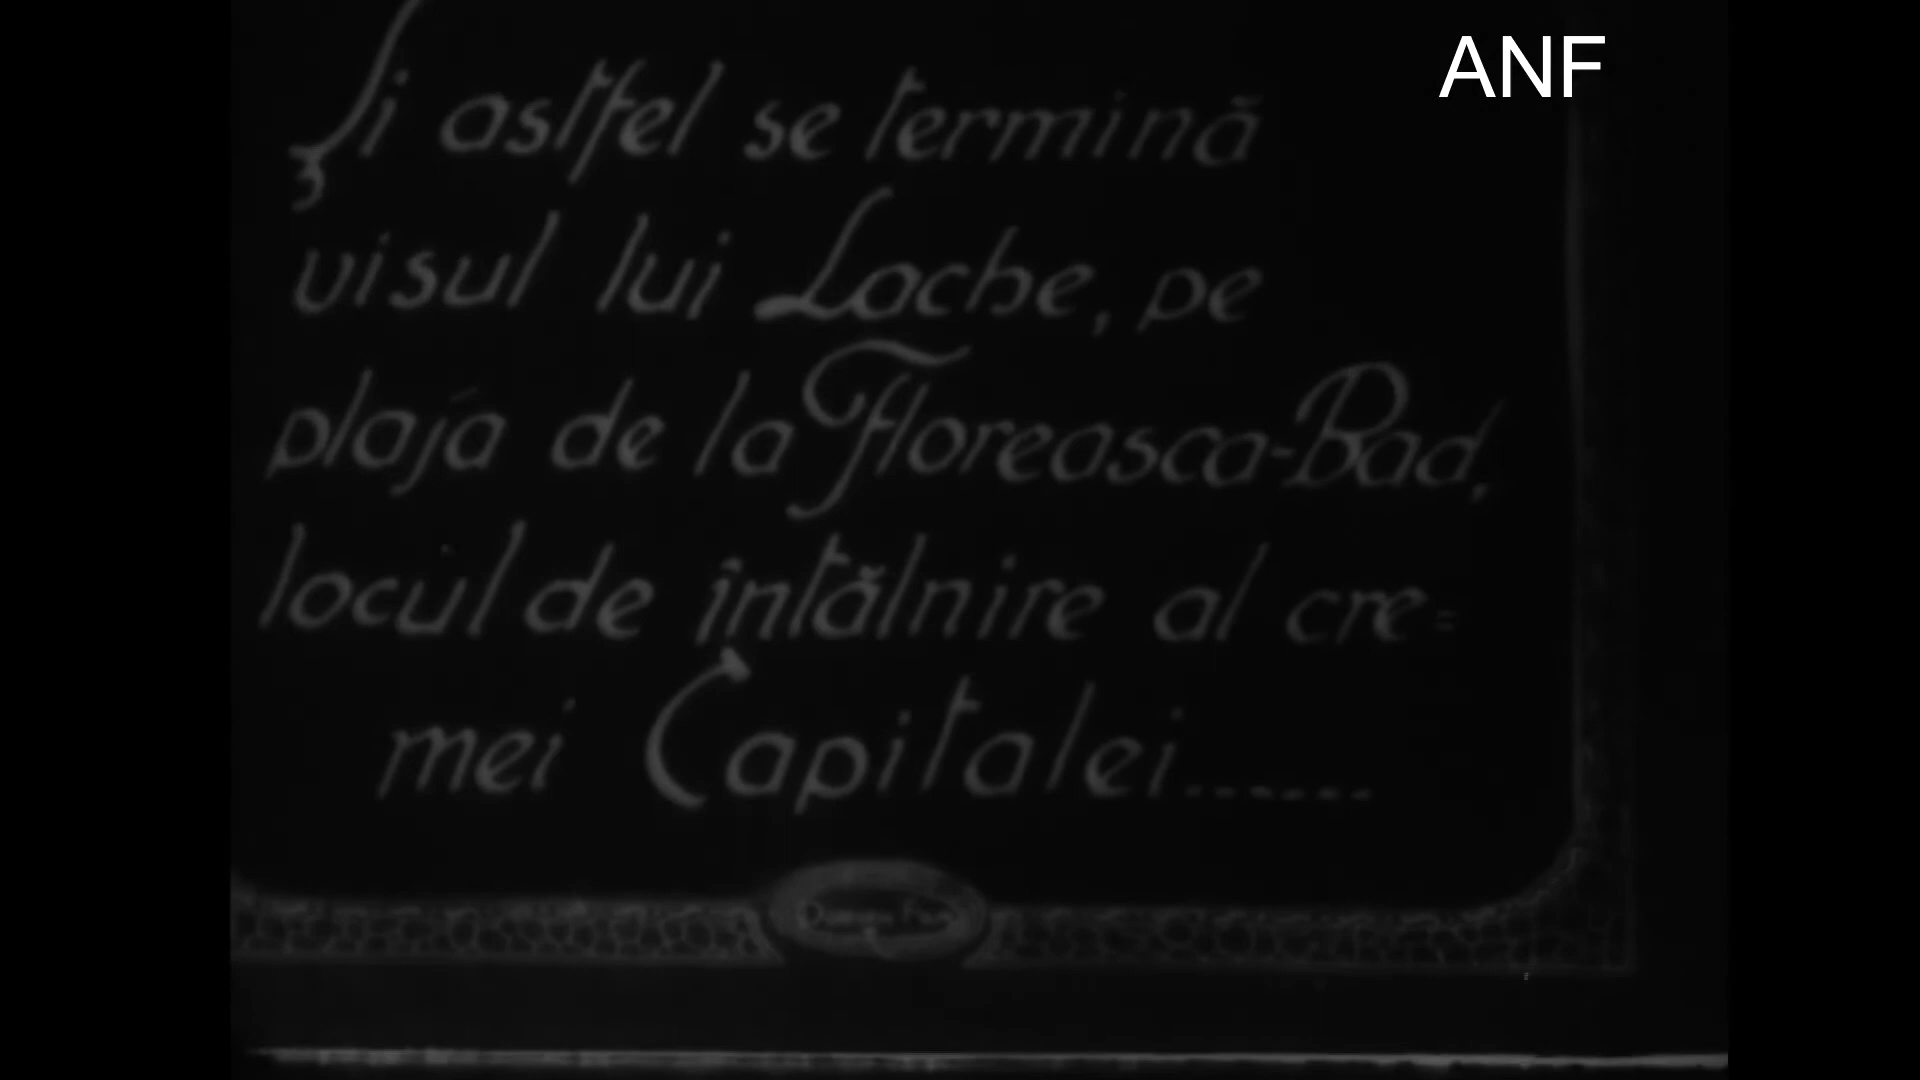 ANF
Și astfel se termină
visul lui Lache, pe
plaja de la Floreasca-Bad,
locul de întâlnire al cre=
mei Capitalei.......